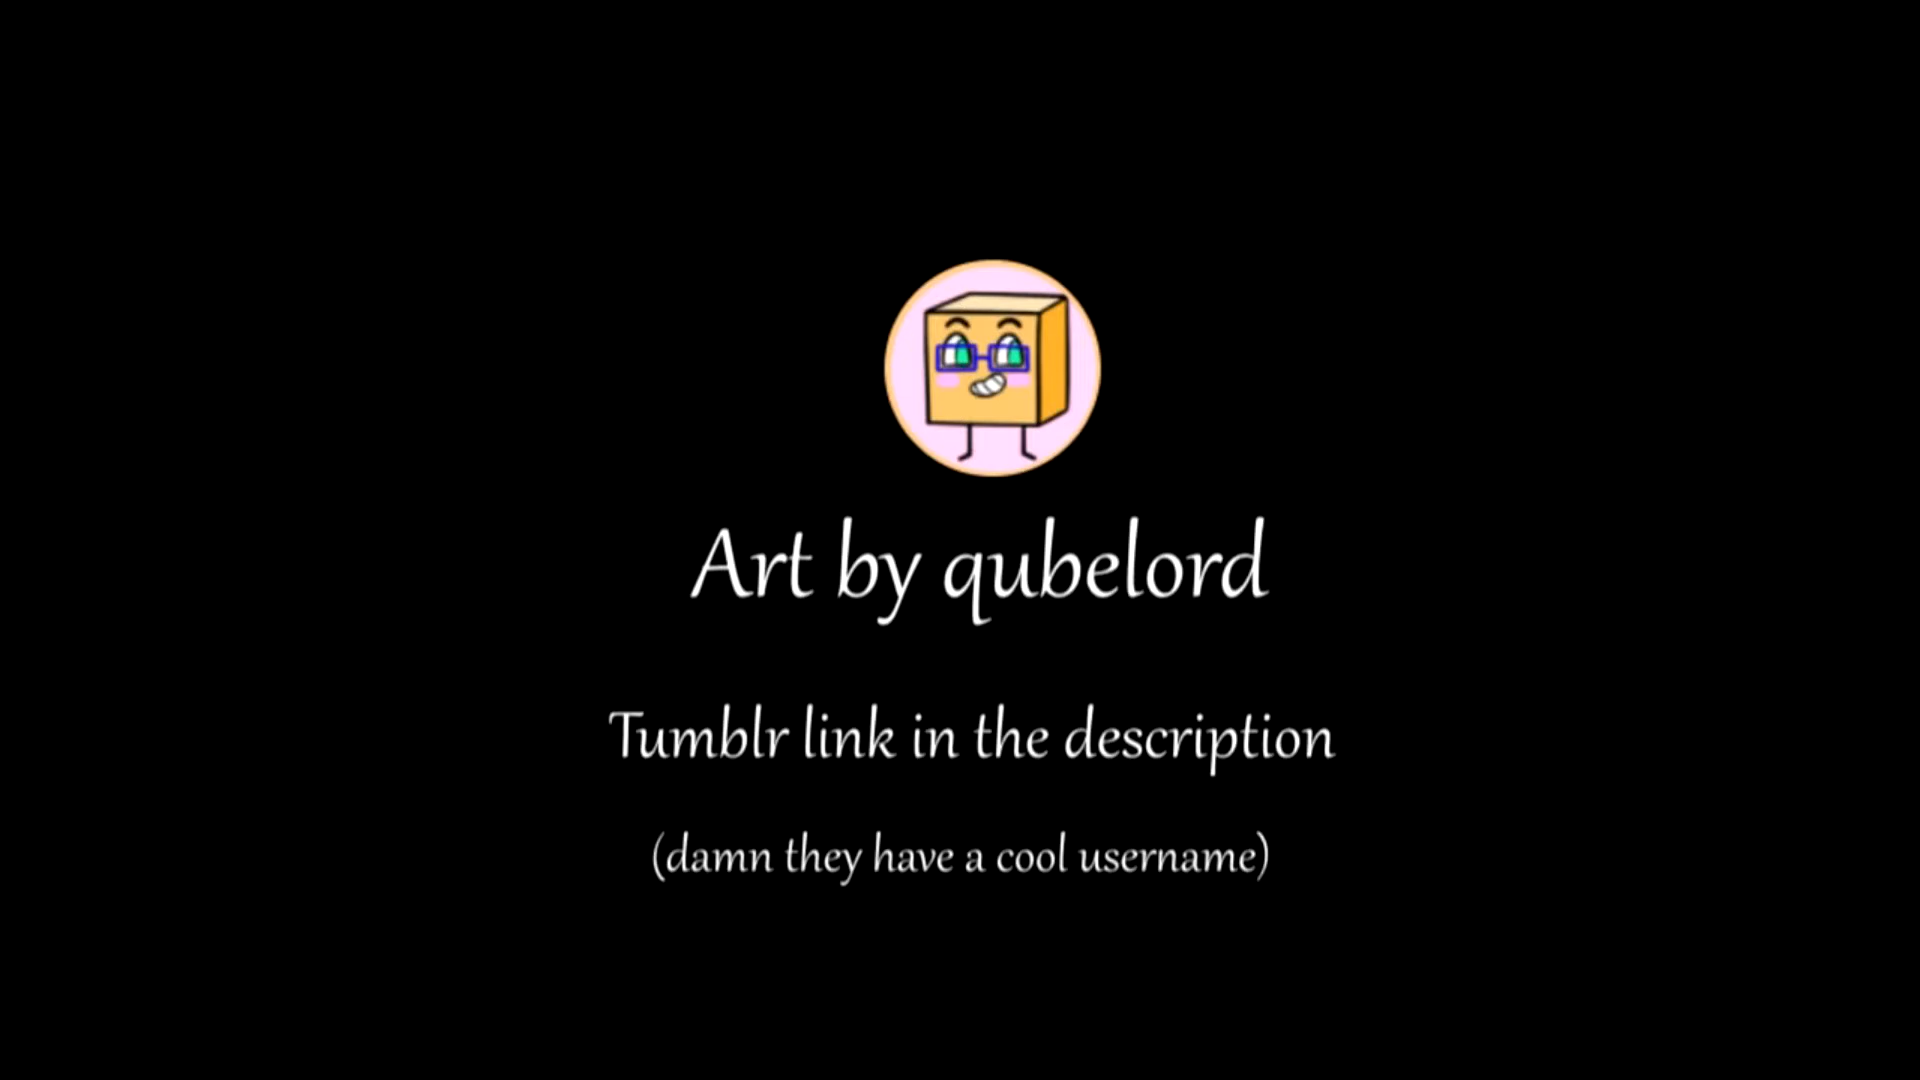 Art by qubelord
Tumblr link in the description
(damn they have a cool username)